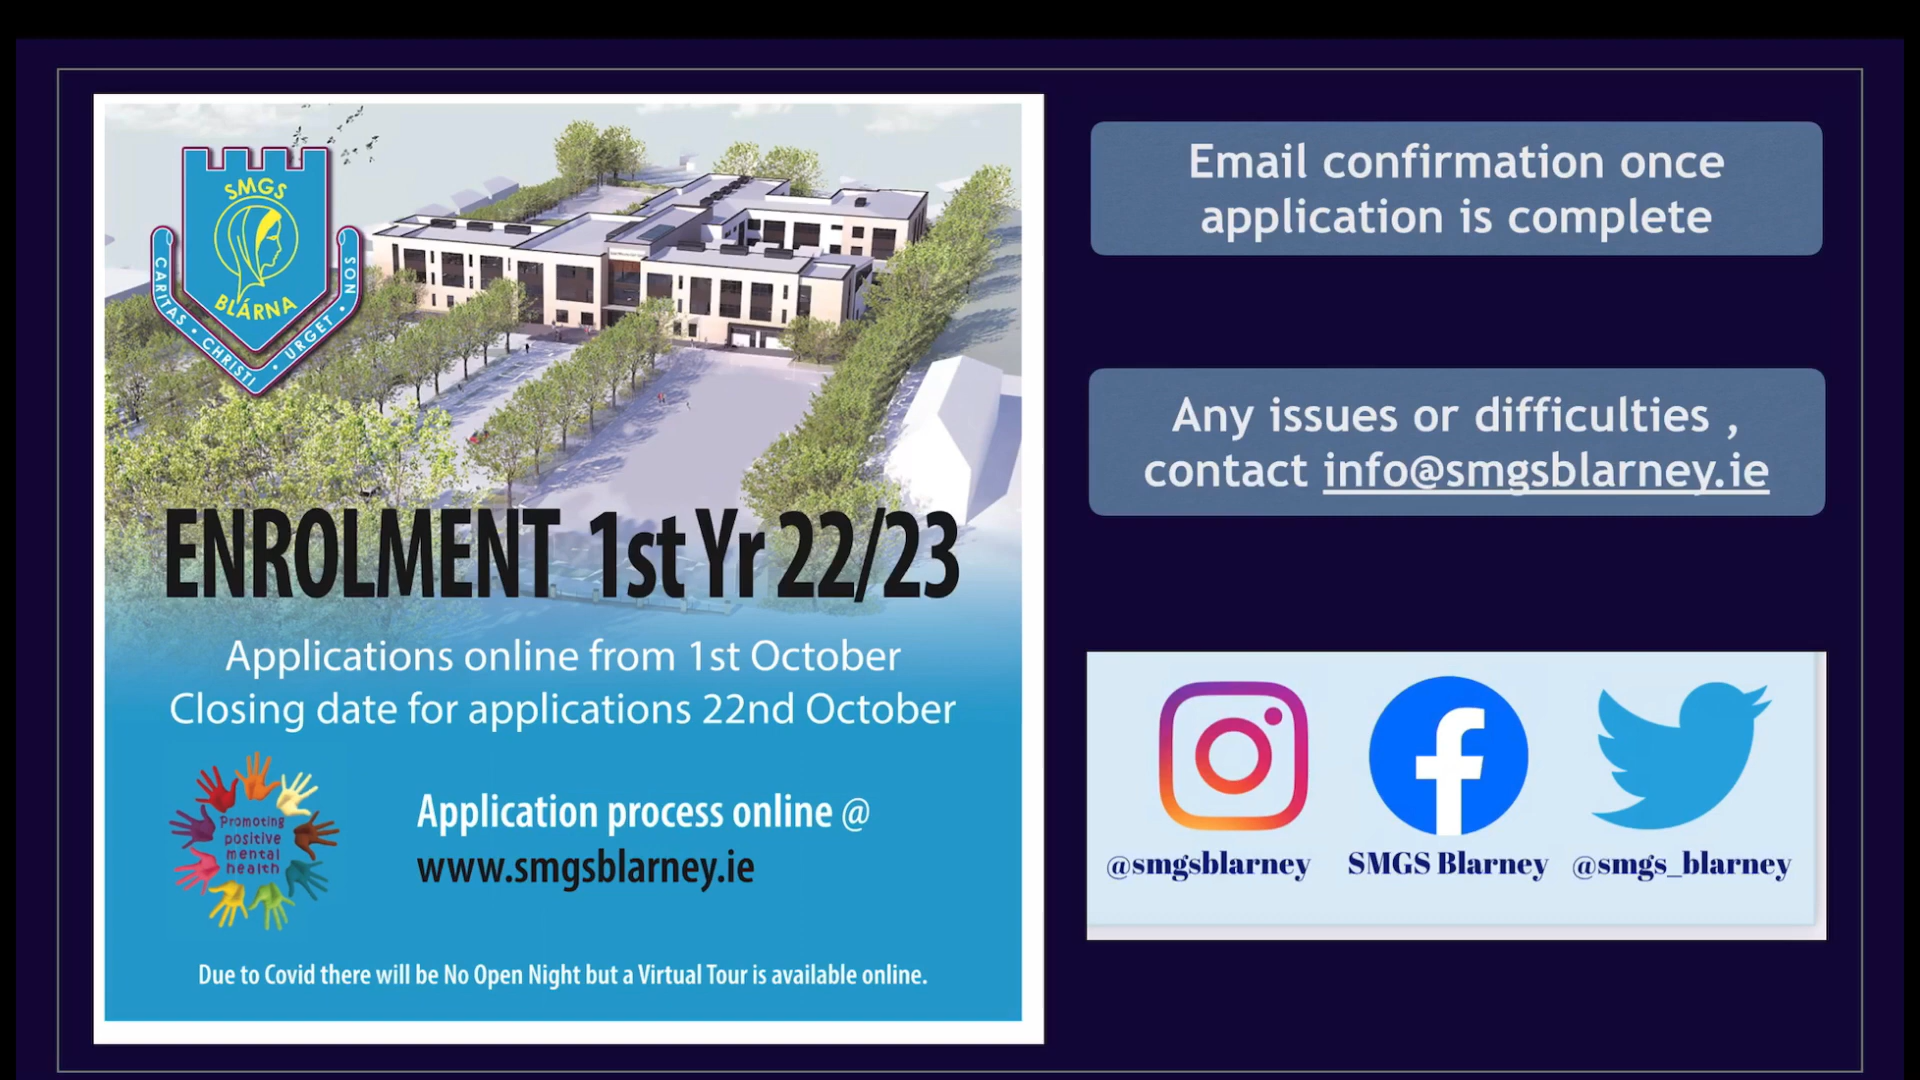 SMGS
BLÁRNA
CARITAS • CHRISTI • URGET • SON
ENROLMENT 1st Yr 22/23
Applications online from 1st October
Closing date for applications 22nd October
Promoting
positive
mental
health
Application process online @
www.smgsblarney.ie
Due to Covid there will be No Open Night but a Virtual Tour is available online.
Email confirmation once
application is complete
Any issues or difficulties ,
contact info@smgsblarney.ie
@smgsblarney
SMGS Blarney
@smgs_blarney